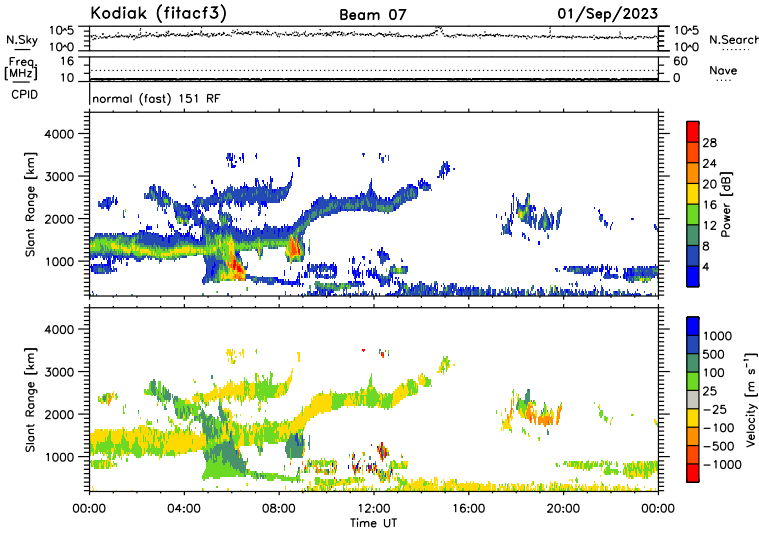 Kodiak (fitacf3) Beam 07 01/Sep/2023
N.Sky 10^5 10^0 10^5 10^0 N.Search
Freq. [MHz] 16 10 60 0 Nave
CPID normal (fast) 151 RF
Slant Range [km] 4000 3000 2000 1000
Power [dB] 28 24 20 16 12 8 4
Slant Range [km] 4000 3000 2000 1000
Velocity [m s⁻¹] 1000 500 100 25 −25 −100 −500 −1000
00:00 04:00 08:00 12:00 16:00 20:00 00:00
Time UT